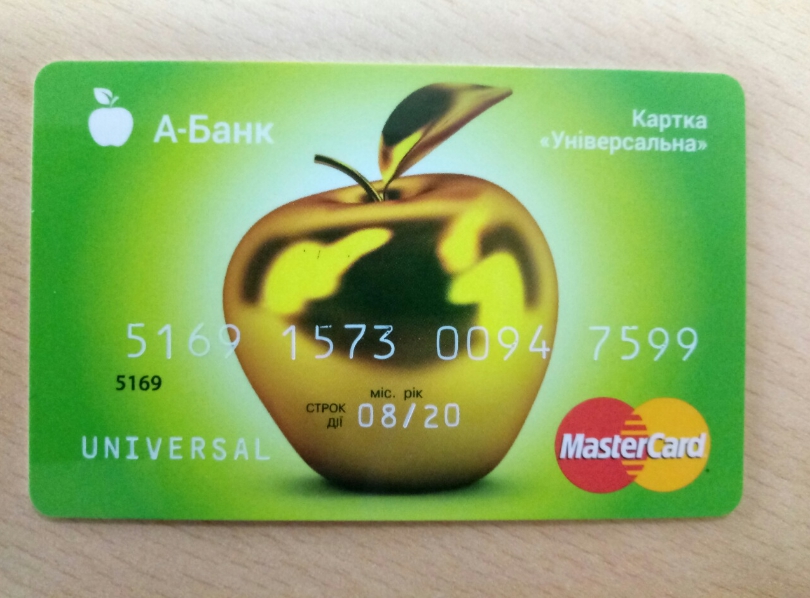 А-Банк
Картка
«Універсальна»
5169 1573 0094 7599
5169
міс. рік
СТРОК
ДІЇ 08/20
UNIVERSAL
MasterCard